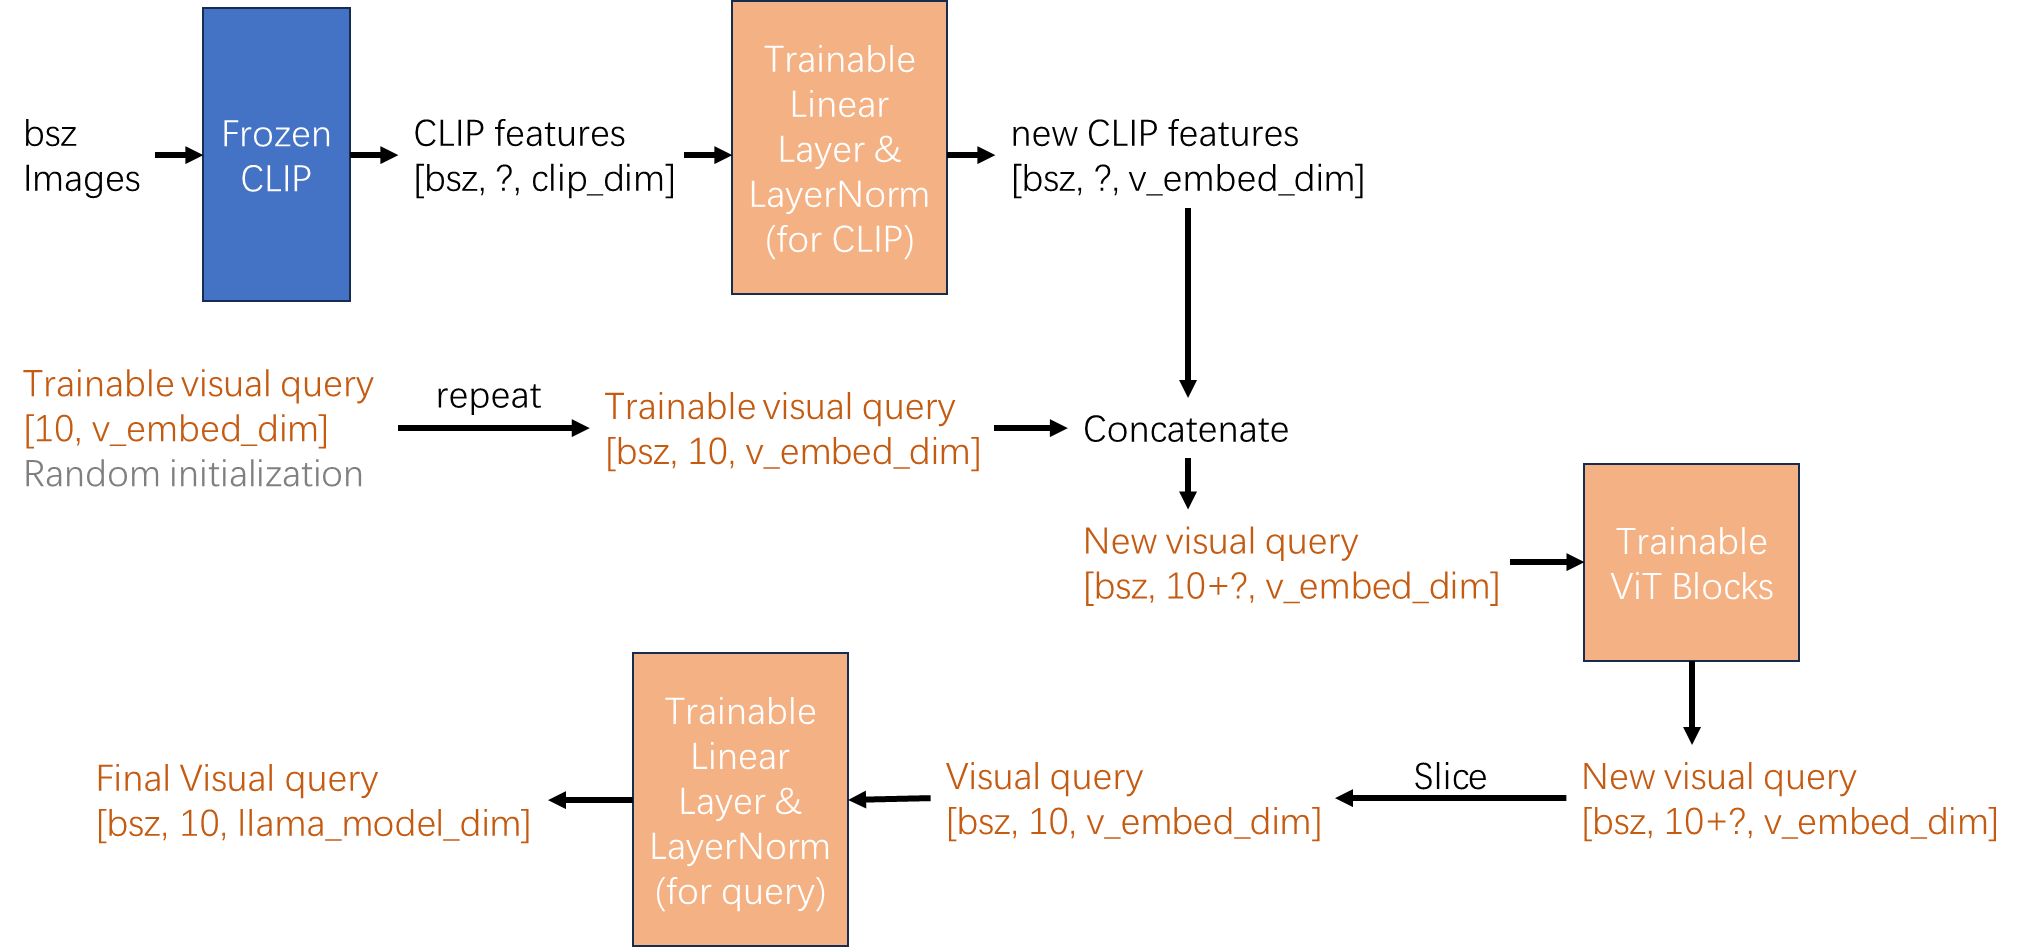 bsz
Images
Frozen
CLIP
CLIP features
[bsz, ?, clip_dim]
Trainable
Linear
Layer &
LayerNorm
(for CLIP)
new CLIP features
[bsz, ?, v_embed_dim]
Trainable visual query
[10, v_embed_dim]
Random initialization
repeat
Trainable visual query
[bsz, 10, v_embed_dim]
Concatenate
New visual query
[bsz, 10+?, v_embed_dim]
Trainable
ViT Blocks
New visual query
[bsz, 10+?, v_embed_dim]
Slice
Visual query
[bsz, 10, v_embed_dim]
Trainable
Linear
Layer &
LayerNorm
(for query)
Final Visual query
[bsz, 10, llama_model_dim]